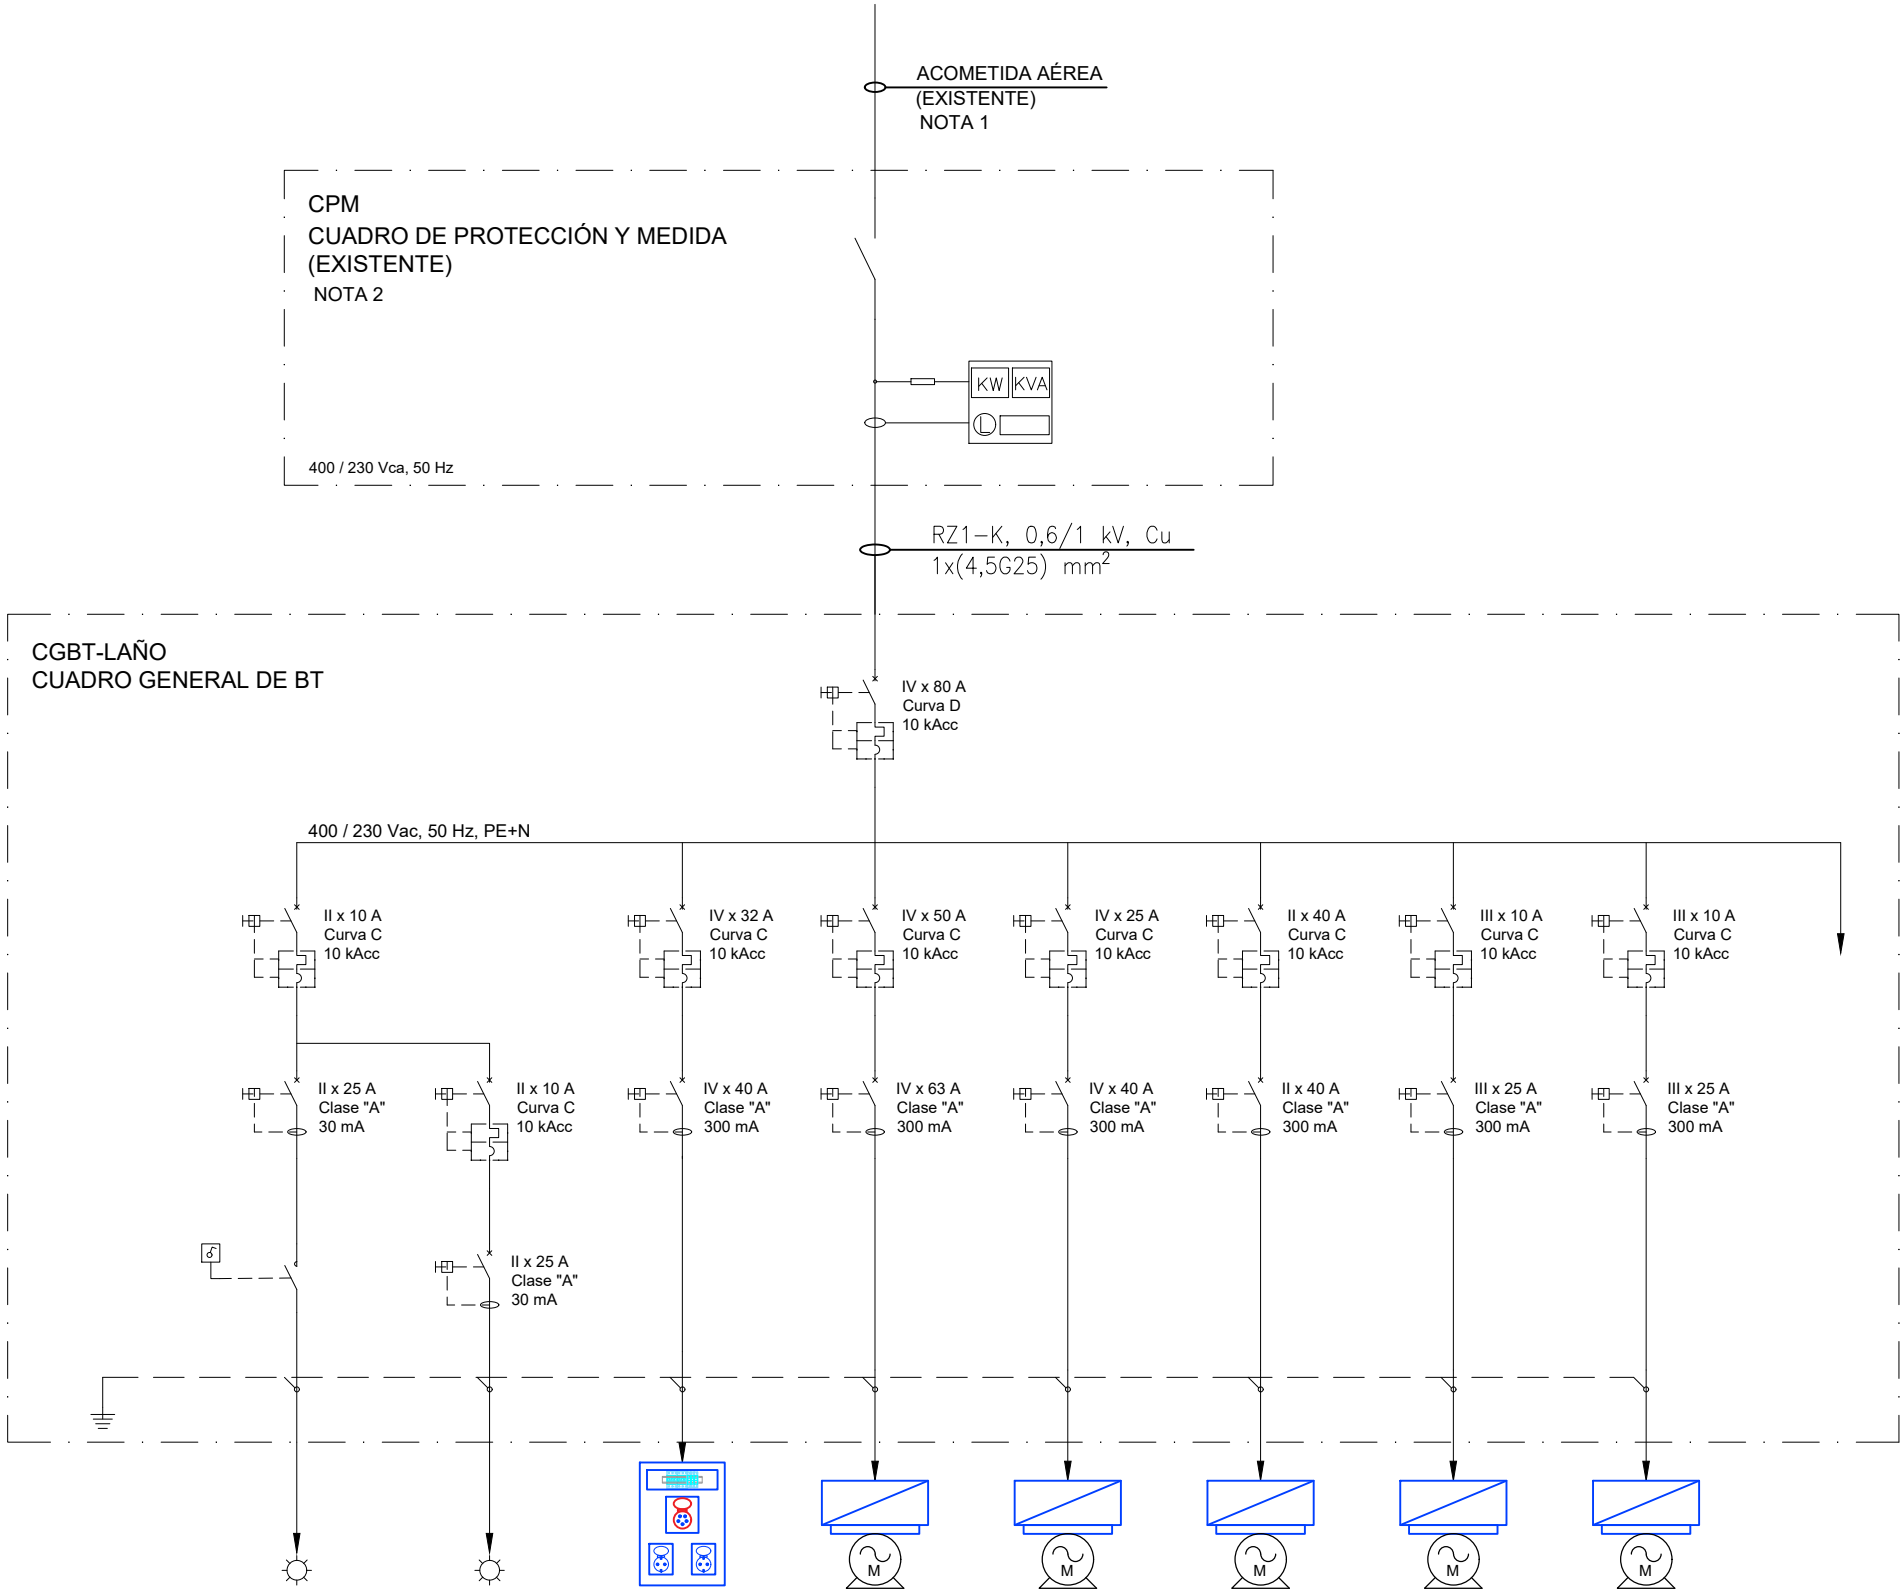 ACOMETIDA AÉREA
(EXISTENTE)
NOTA 1
CPM
CUADRO DE PROTECCIÓN Y MEDIDA
(EXISTENTE)
NOTA 2
KW KVA
L
400 / 230 Vca, 50 Hz
RZ1-K, 0,6/1 kV, Cu
1x(4,5G25) mm²
CGBT-LAÑO
CUADRO GENERAL DE BT
IV x 80 A
Curva D
10 kAcc
400 / 230 Vac, 50 Hz, PE+N
II x 10 A
Curva C
10 kAcc
IV x 32 A
Curva C
10 kAcc
IV x 50 A
Curva C
10 kAcc
IV x 25 A
Curva C
10 kAcc
II x 40 A
Curva C
10 kAcc
III x 10 A
Curva C
10 kAcc
III x 10 A
Curva C
10 kAcc
II x 25 A
Clase "A"
30 mA
II x 10 A
Curva C
10 kAcc
IV x 40 A
Clase "A"
300 mA
IV x 63 A
Clase "A"
300 mA
IV x 40 A
Clase "A"
300 mA
II x 40 A
Clase "A"
300 mA
III x 25 A
Clase "A"
300 mA
III x 25 A
Clase "A"
300 mA
II x 25 A
Clase "A"
30 mA
M
M
M
M
M